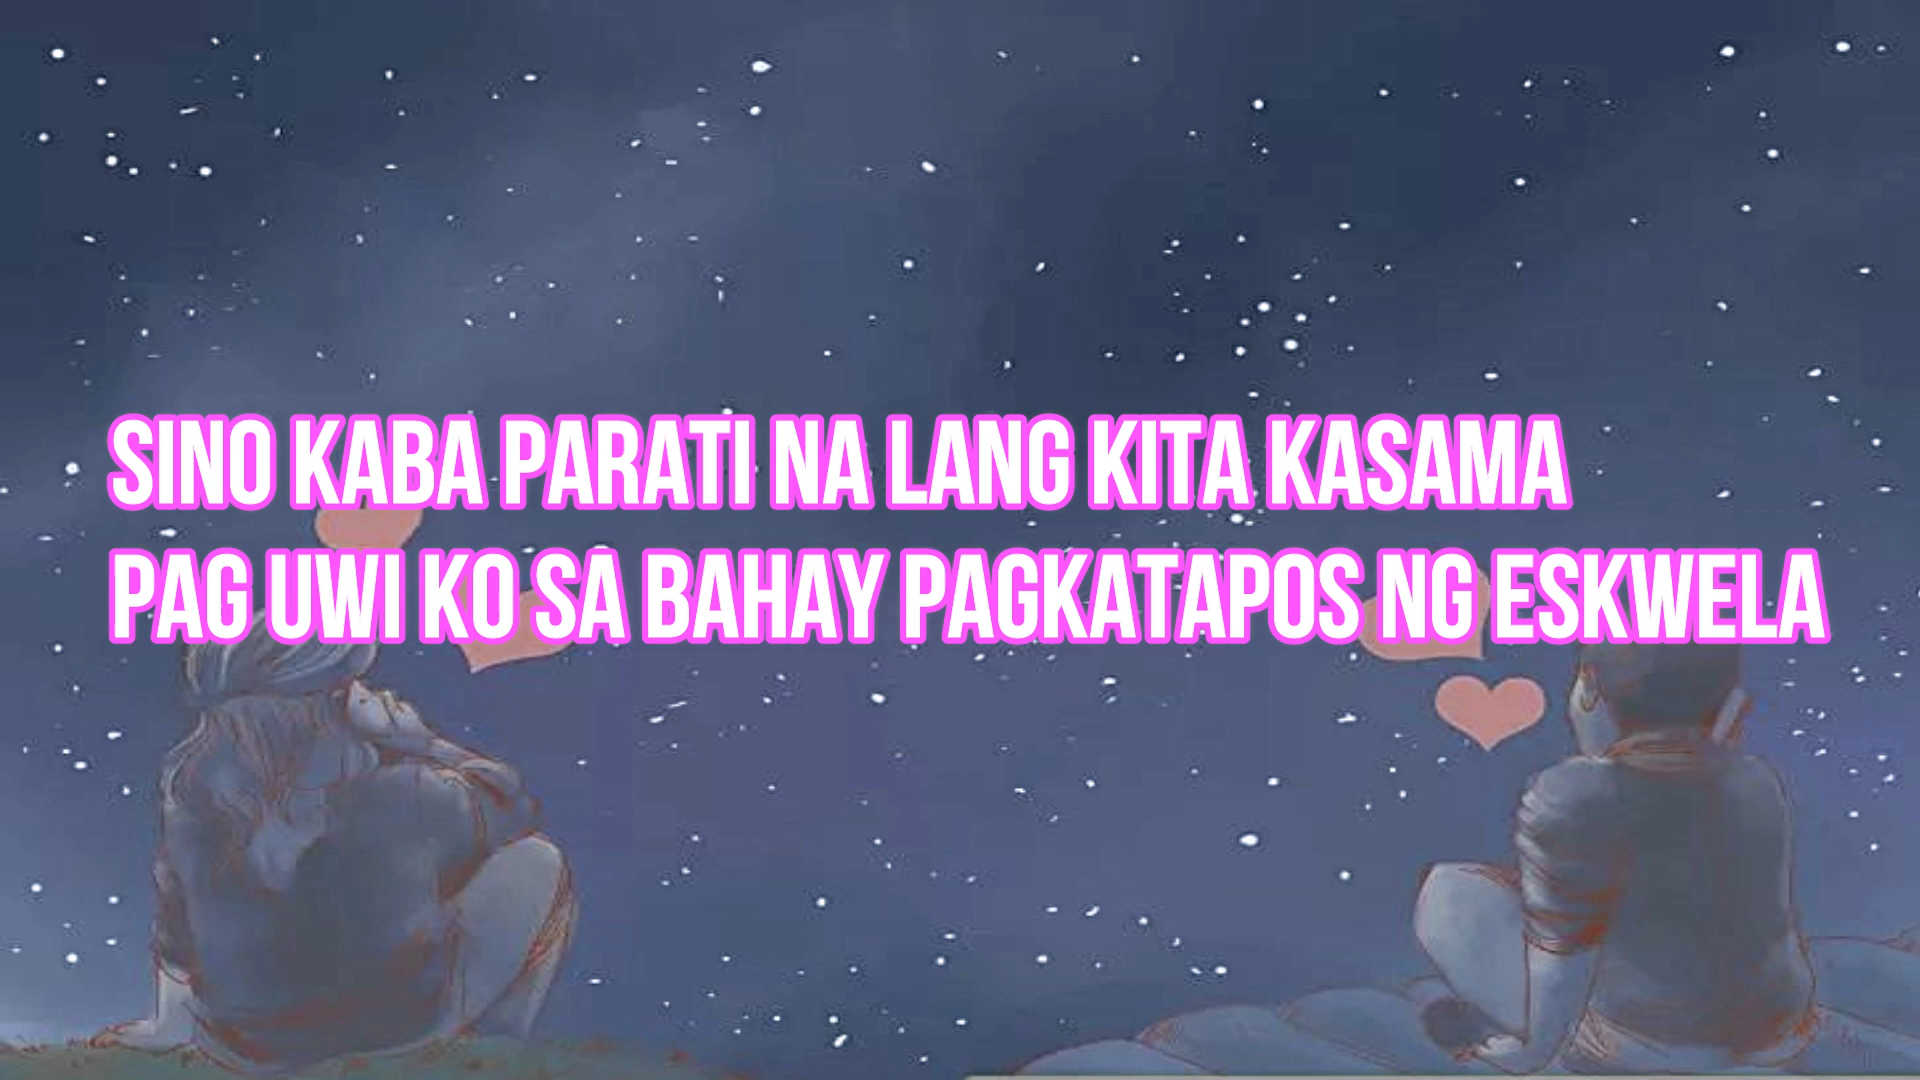 SINO KABA PARATI NA LANG KITA KASAMA
PAG UWI KO SA BAHAY PAGKATAPOS NG ESKWELA